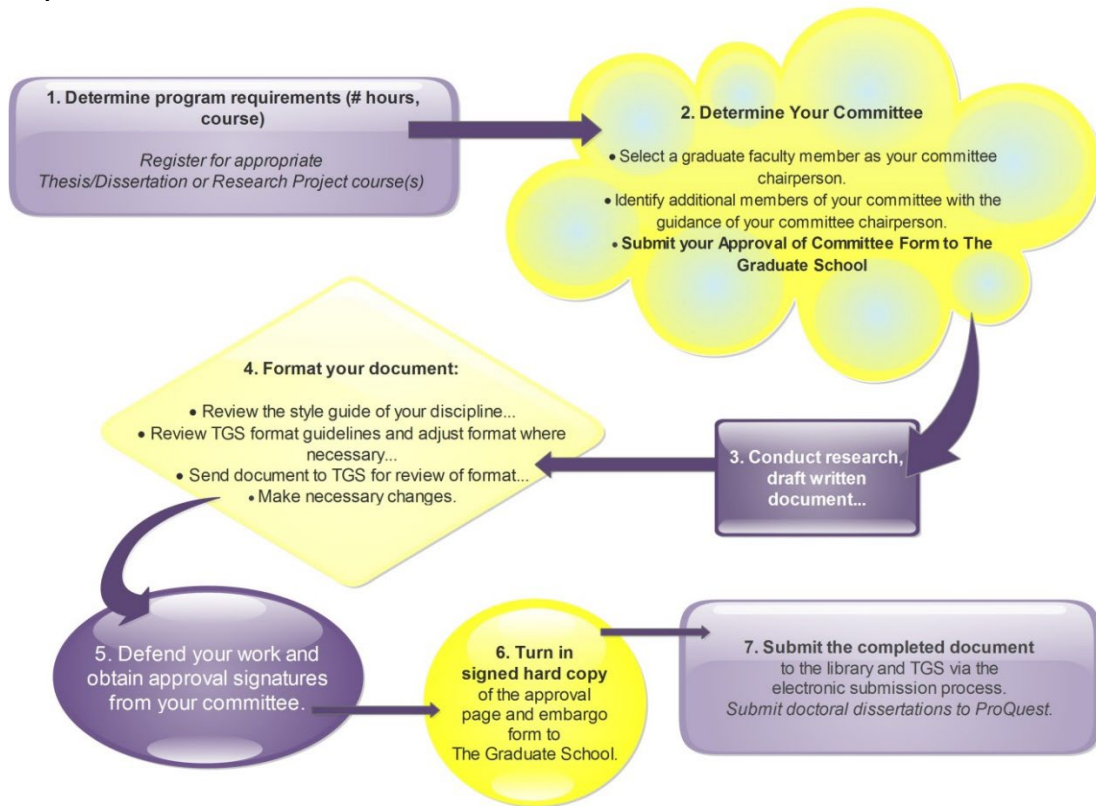 1. Determine program requirements (# hours,
course)
Register for appropriate
Thesis/Dissertation or Research Project course(s)
2. Determine Your Committee
• Select a graduate faculty member as your committee
chairperson.
• Identify additional members of your committee with the
guidance of your committee chairperson.
• Submit your Approval of Committee Form to The
Graduate School
3. Conduct research,
draft written
document...
4. Format your document:
• Review the style guide of your discipline...
• Review TGS format guidelines and adjust format where
necessary...
• Send document to TGS for review of format...
• Make necessary changes.
5. Defend your work and
obtain approval signatures
from your committee.
6. Turn in
signed hard copy
of the approval
page and embargo
form to
The Graduate School.
7. Submit the completed document
to the library and TGS via the
electronic submission process.
Submit doctoral dissertations to ProQuest.